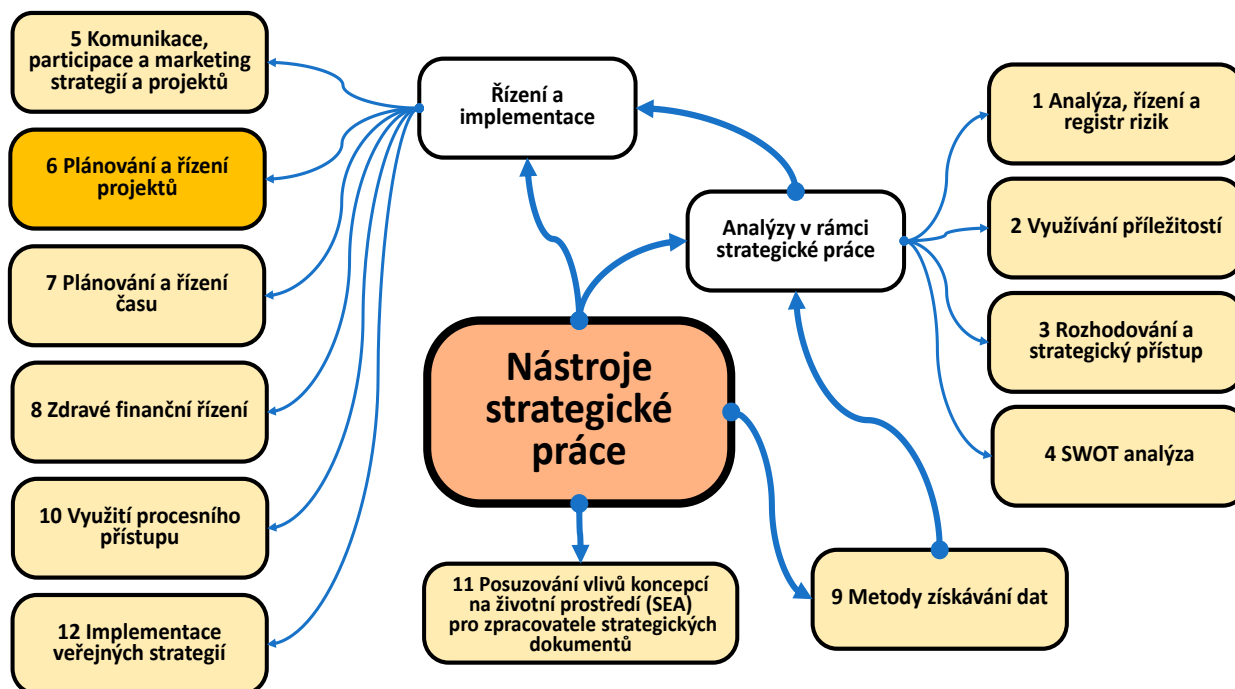 5 Komunikace,
participace a marketing
strategií a projektů
6 Plánování a řízení
projektů
7 Plánování a řízení
času
8 Zdravé finanční řízení
10 Využití procesního
přístupu
12 Implementace
veřejných strategií
Řízení a
implementace
Analýzy v rámci
strategické práce
Nástroje
strategické
práce
11 Posuzování vlivů koncepcí
na životní prostředí (SEA)
pro zpracovatele strategických
dokumentů
9 Metody získávání dat
1 Analýza, řízení a
registr rizik
2 Využívání příležitostí
3 Rozhodování a
strategický přístup
4 SWOT analýza